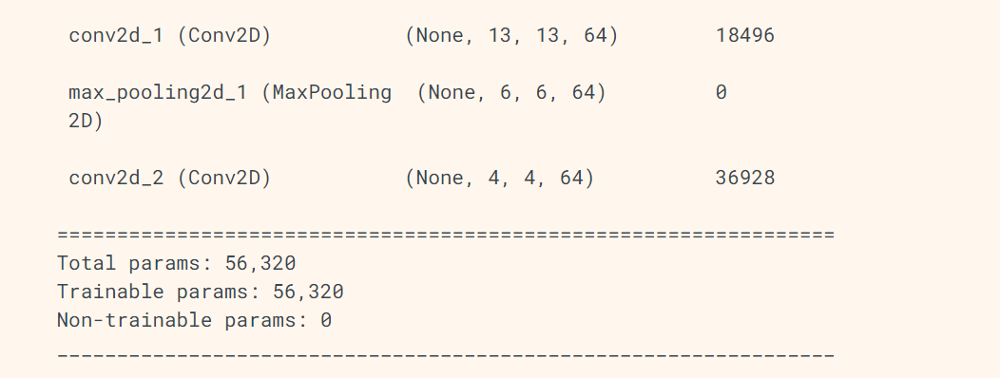 conv2d_1 (Conv2D) (None, 13, 13, 64) 18496
max_pooling2d_1 (MaxPooling (None, 6, 6, 64) 0
2D)
conv2d_2 (Conv2D) (None, 4, 4, 64) 36928
=================================================================
Total params: 56,320
Trainable params: 56,320
Non-trainable params: 0
_________________________________________________________________